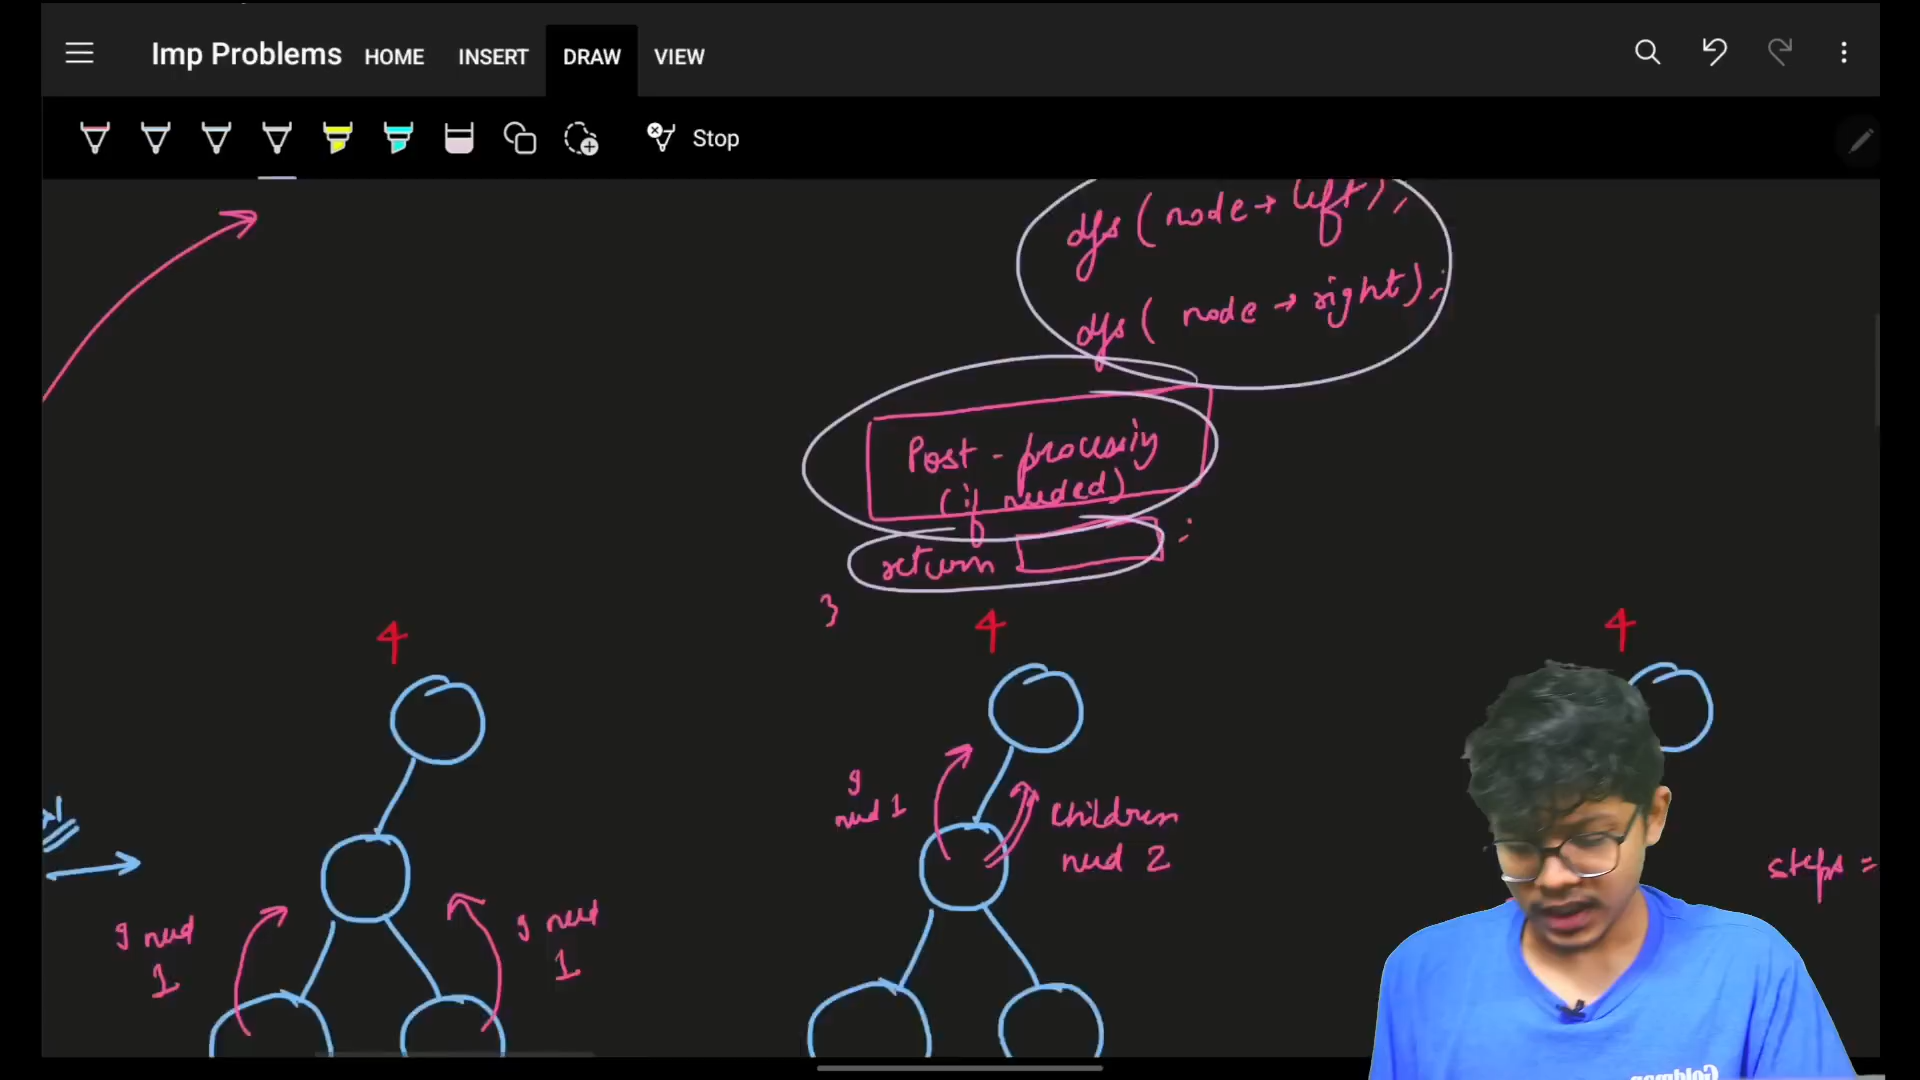 Imp Problems HOME INSERT DRAW VIEW
Stop
dfs ( node → left);
dfs ( node → right);
Post - processiy
(if needed)
return ;
}
4
4
4
I
need 1
Children
need 2
steps =
I need
1
I need
1